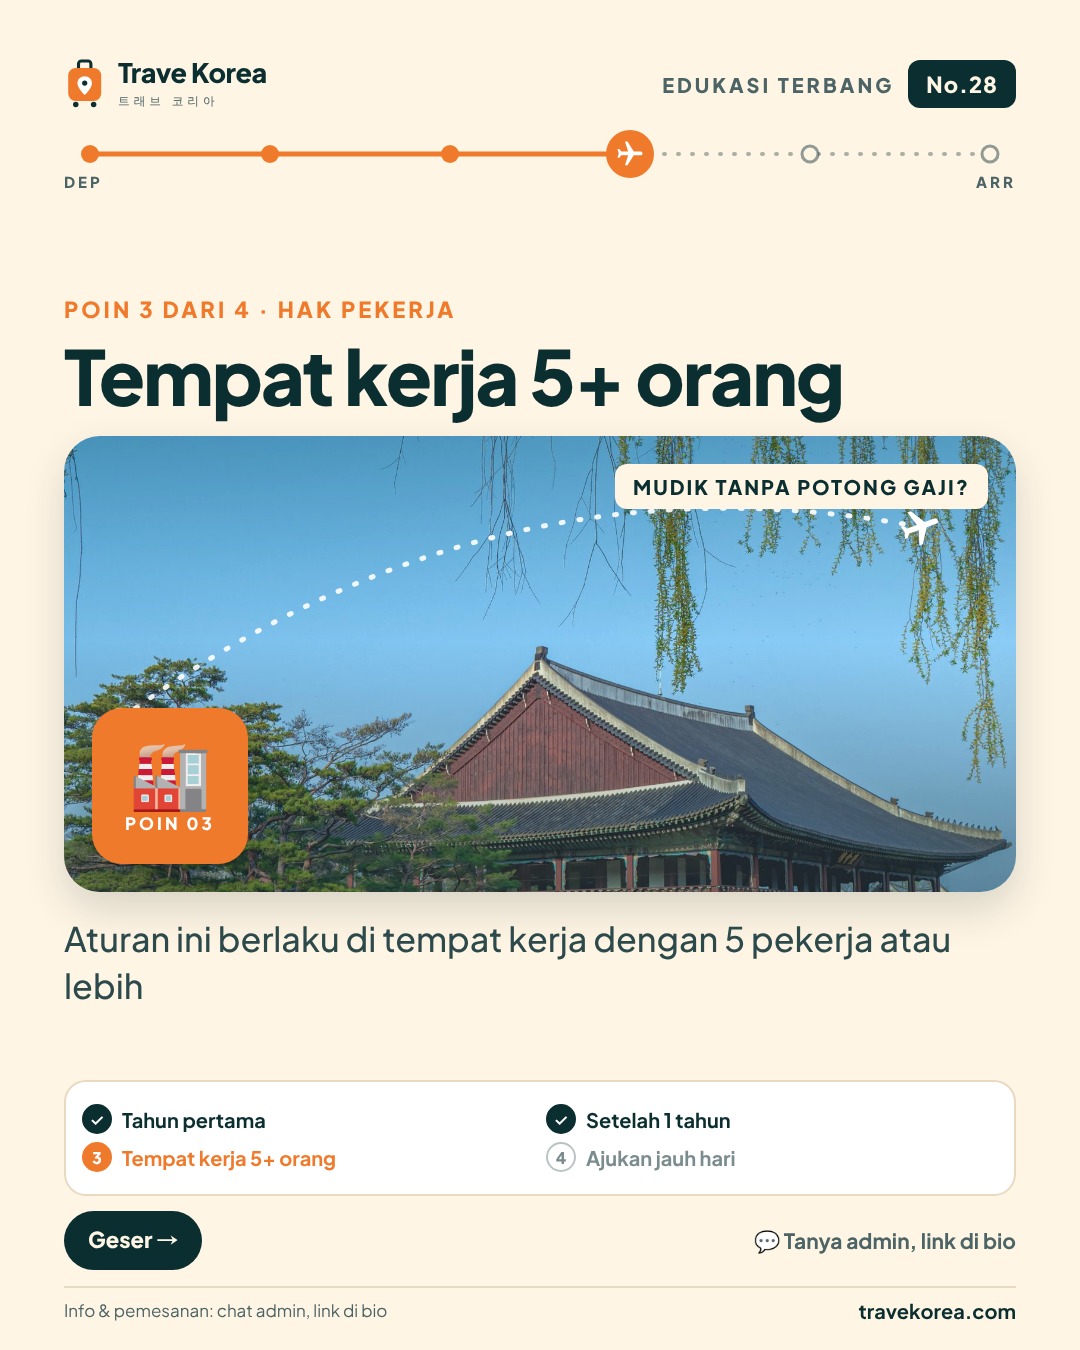 Trave Korea
트래브 코리아
EDUKASI TERBANG
No.28
DEP
ARR
POIN 3 DARI 4 · HAK PEKERJA
Tempat kerja 5+ orang
MUDIK TANPA POTONG GAJI?
POIN 03
Aturan ini berlaku di tempat kerja dengan 5 pekerja atau
lebih
Tahun pertama
Setelah 1 tahun
3 Tempat kerja 5+ orang
4 Ajukan jauh hari
Geser →
💬 Tanya admin, link di bio
Info & pemesanan: chat admin, link di bio
travekorea.com